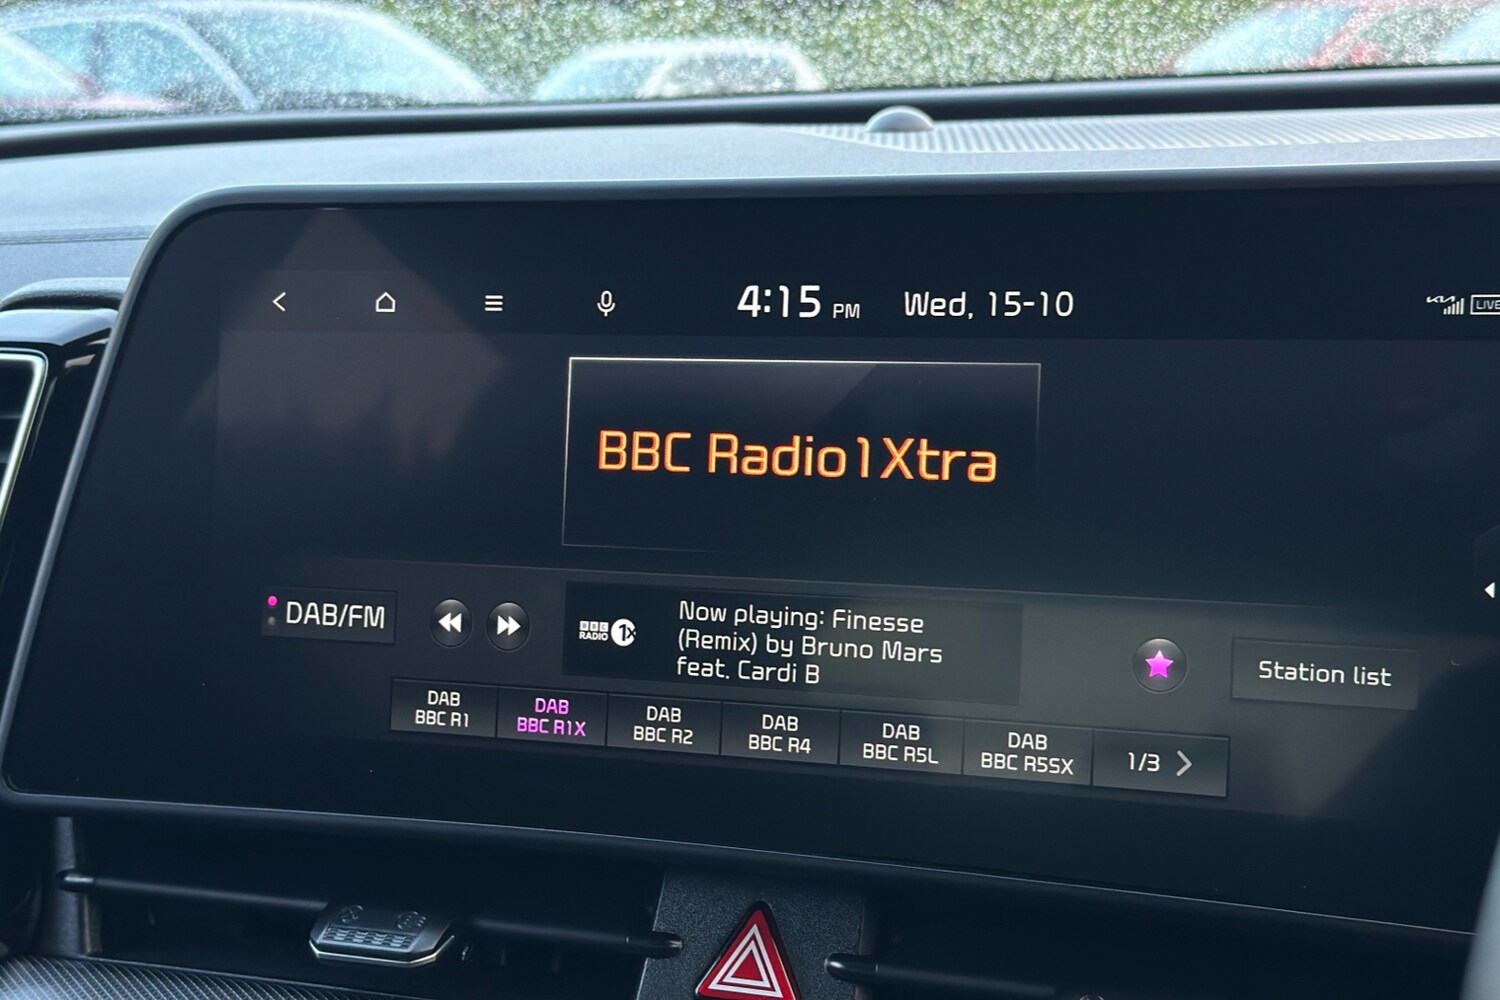 4:15 PM Wed, 15-10
LIVE
BBC Radio1Xtra
DAB/FM
BBC
RADIO 1X
Now playing: Finesse
(Remix) by Bruno Mars
feat. Cardi B
Station list
DAB
BBC R1
DAB
BBC R1X
DAB
BBC R2
DAB
BBC R4
DAB
BBC R5L
DAB
BBC R5SX
1/3